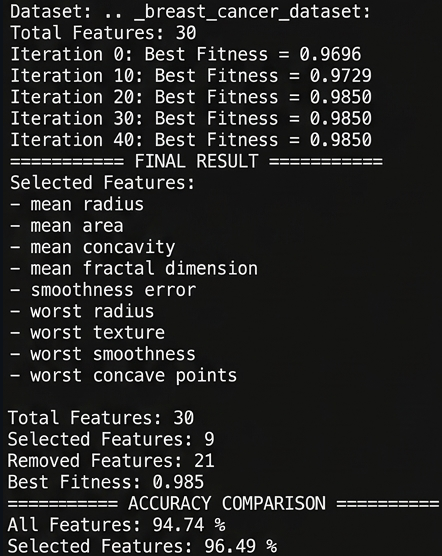 Dataset: .. _breast_cancer_dataset:
Total Features: 30
Iteration 0: Best Fitness = 0.9696
Iteration 10: Best Fitness = 0.9729
Iteration 20: Best Fitness = 0.9850
Iteration 30: Best Fitness = 0.9850
Iteration 40: Best Fitness = 0.9850
=========== FINAL RESULT ===========
Selected Features:
- mean radius
- mean area
- mean concavity
- mean fractal dimension
- smoothness error
- worst radius
- worst texture
- worst smoothness
- worst concave points
Total Features: 30
Selected Features: 9
Removed Features: 21
Best Fitness: 0.985
=========== ACCURACY COMPARISON ==========
All Features: 94.74 %
Selected Features: 96.49 %